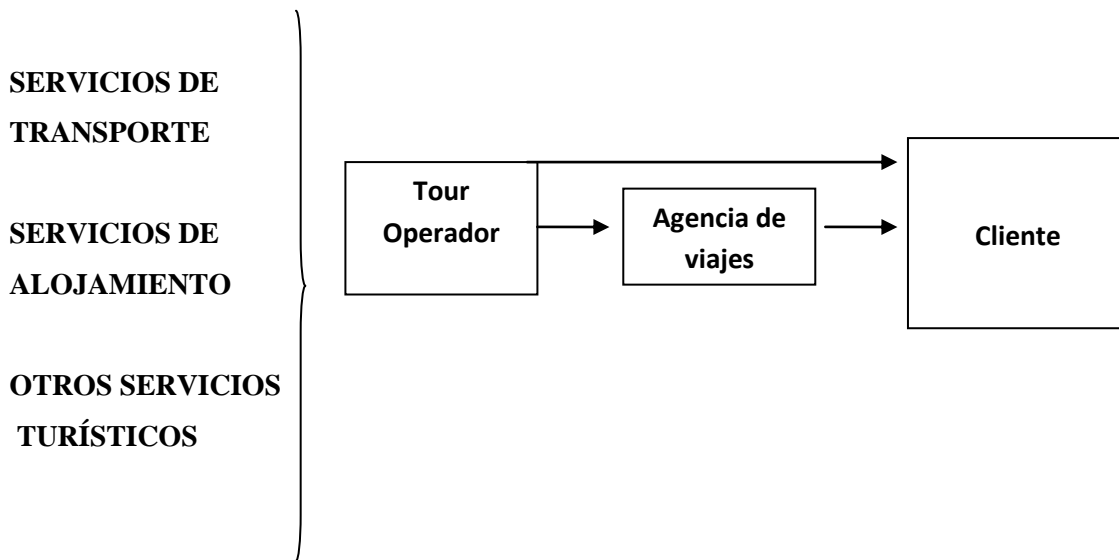 SERVICIOS DE
TRANSPORTE
SERVICIOS DE
ALOJAMIENTO
OTROS SERVICIOS
TURÍSTICOS
Tour
Operador
Agencia de
viajes
Cliente